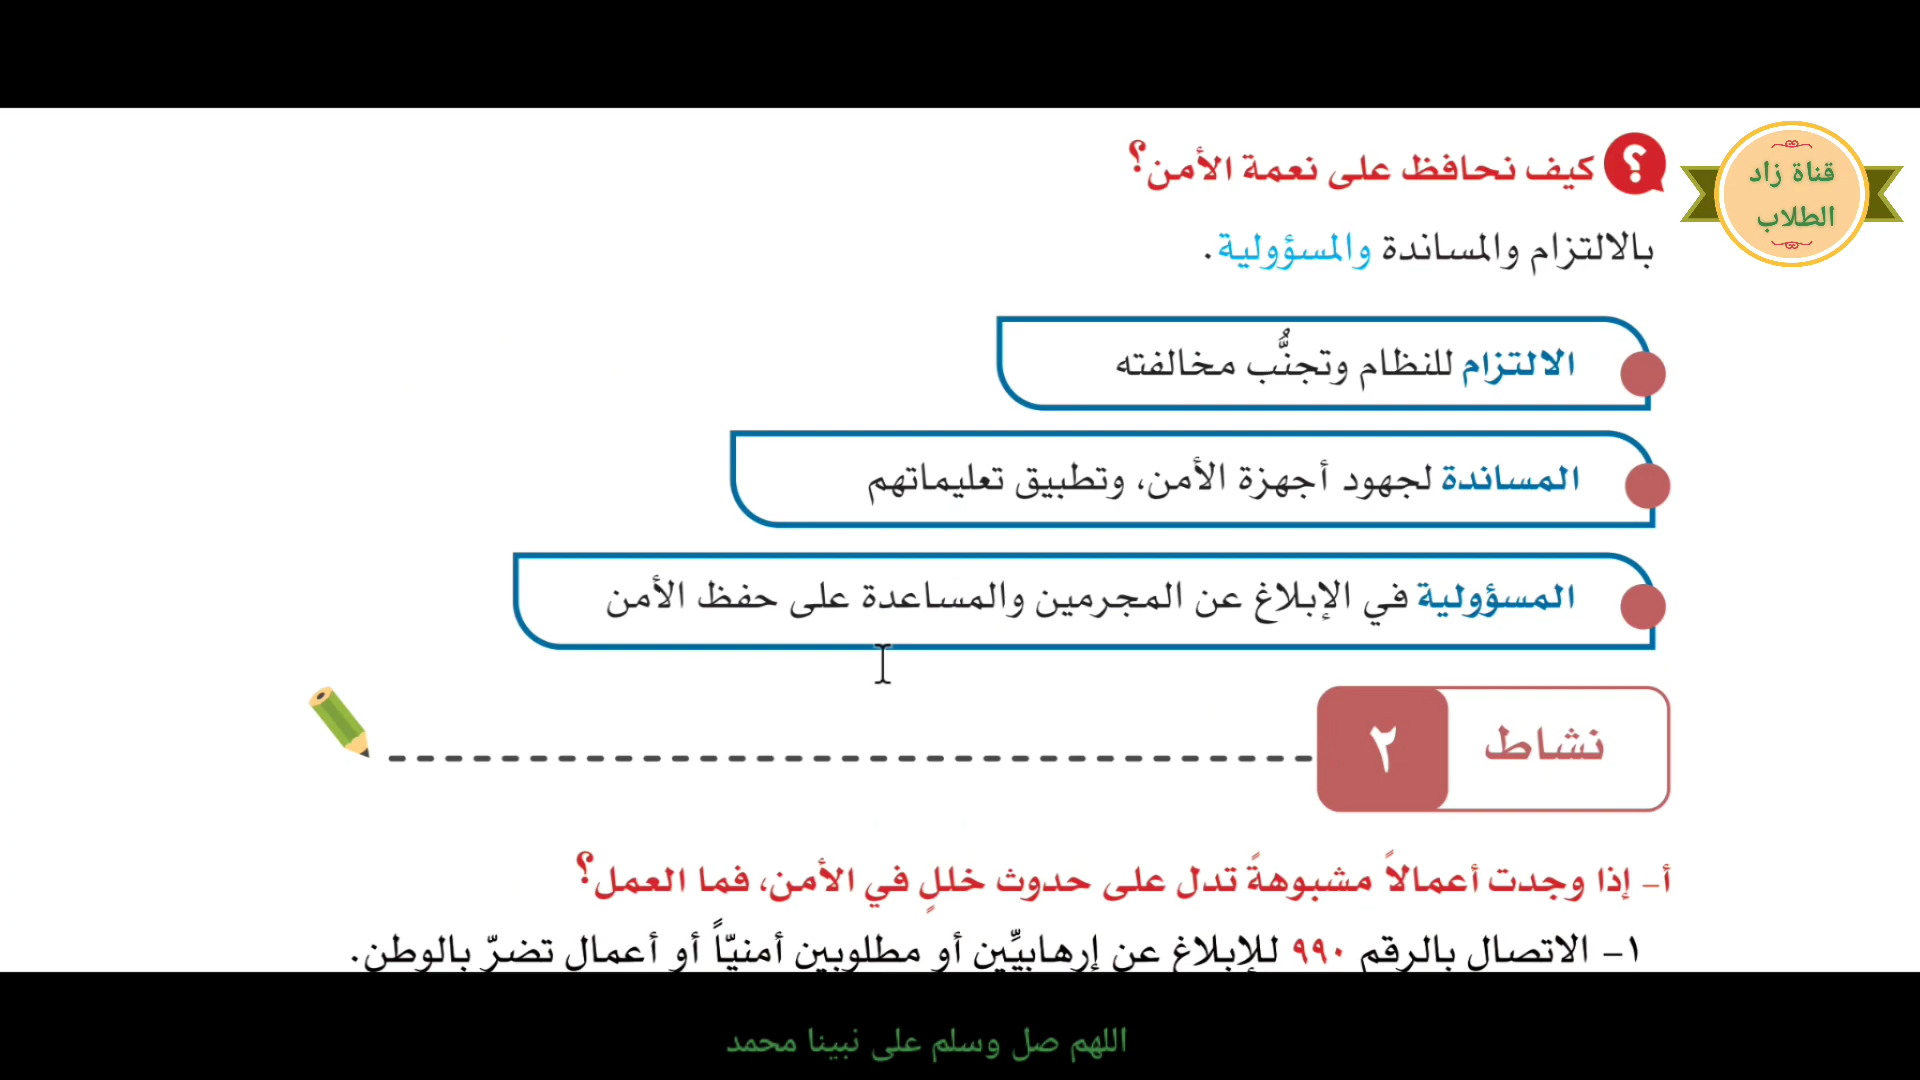 ؟ كيف نحافظ على نعمة الأمن؟
قناة زاد
الطلاب
بالالتزام والمساندة والمسؤولية.
الالتزام للنظام وتجنُّب مخالفته
المساندة لجهود أجهزة الأمن، وتطبيق تعليماتهم
المسؤولية في الإبلاغ عن المجرمين والمساعدة على حفظ الأمن
نشاط ٢
أ- إذا وجدت أعمالاً مشبوهةً تدل على حدوث خللٍ في الأمن، فما العمل؟
١- الاتصال بالرقم ٩٩٠ للإبلاغ عن إرهابيِّين أو مطلوبين أمنيّاً أو أعمال تضرّ بالوطن.
اللهم صل وسلم على نبينا محمد